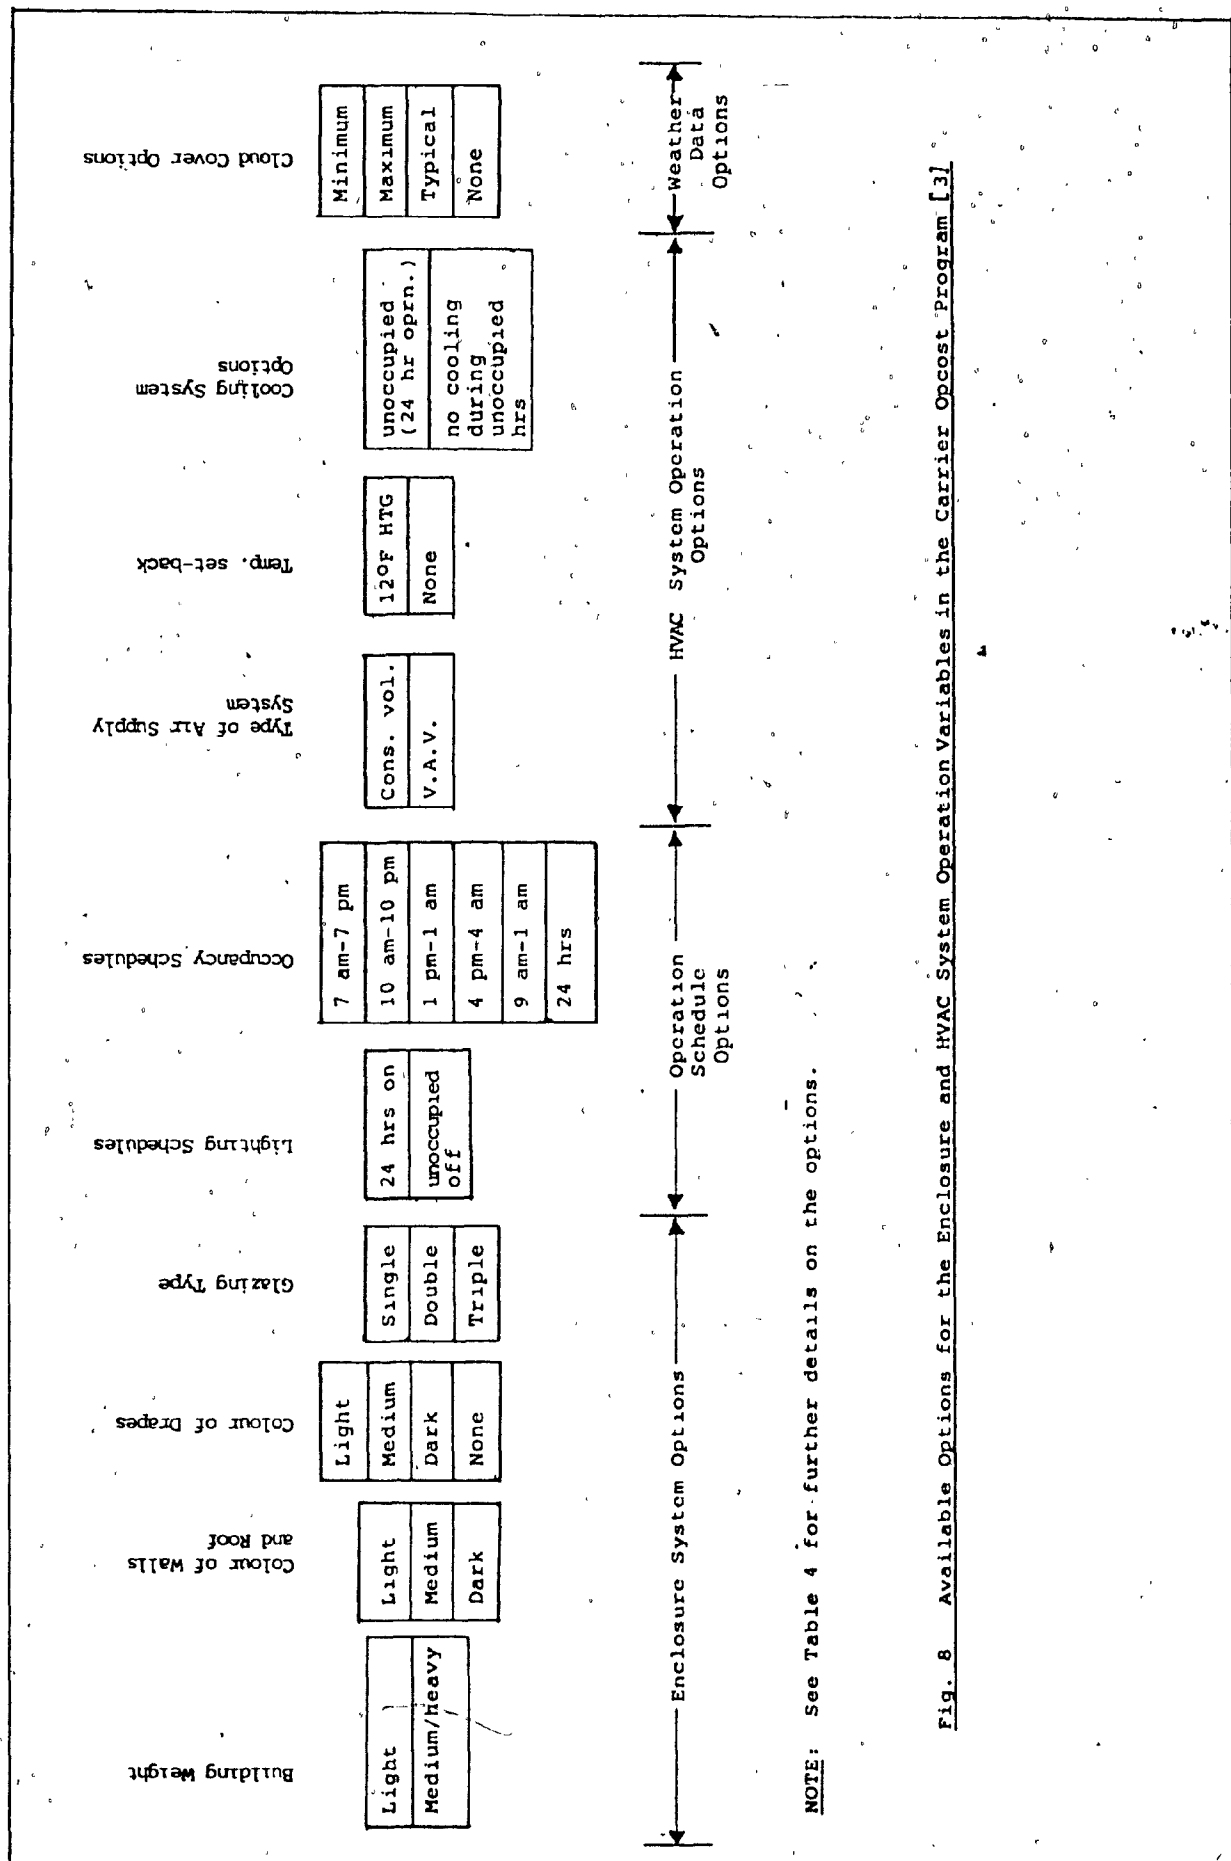 Building Weight
Light
Medium/heavy
Colour of Walls
and Roof
Light
Medium
Dark
Colour of Drapes
Light
Medium
Dark
None
Glazing Type
Single
Double
Triple
Lighting Schedules
24 hrs on
unoccupied
off
Occupancy Schedules
7 am-7 pm
10 am-10 pm
1 pm-1 am
4 pm-4 am
9 am-1 am
24 hrs
Type of Air Supply
System
Cons. vol.
V.A.V.
Temp. set-back
12°F HTG
None
Cooling System
Options
unoccupied
(24 hr oprn.)
no cooling
during
unoccupied
hrs
Cloud Cover Options
Minimum
Maximum
Typical
None
Enclosure System Options
Operation
Schedule
Options
HVAC System Operation
Options
Weather
Data
Options
NOTE: See Table 4 for further details on the options.
Fig. 8 Available Options for the Enclosure and HVAC System Operation Variables in the Carrier Opcost Program [3]